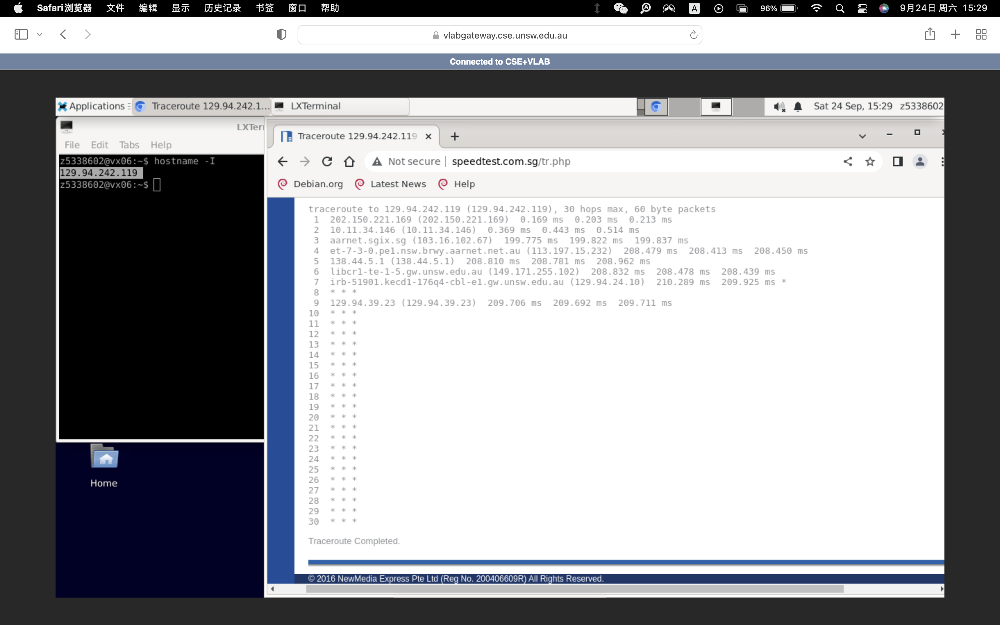 Safari浏览器 文件 编辑 显示 历史记录 书签 窗口 帮助 A 96% 9月24日 周六 15:29
vlabgateway.cse.unsw.edu.au
Connected to CSE+VLAB
Applications Traceroute 129.94.242.1... LXTerminal Sat 24 Sep, 15:29 z5338602
LXTer
File Edit Tabs Help
z5338602@vx06:~$ hostname -I
129.94.242.119
z5338602@vx06:~$
Traceroute 129.94.242.119
Not secure speedtest.com.sg/tr.php
Debian.org Latest News Help
traceroute to 129.94.242.119 (129.94.242.119), 30 hops max, 60 byte packets
1 202.150.221.169 (202.150.221.169) 0.169 ms 0.203 ms 0.213 ms
2 10.11.34.146 (10.11.34.146) 0.369 ms 0.443 ms 0.514 ms
3 aarnet.sgix.sg (103.16.102.67) 199.775 ms 199.822 ms 199.837 ms
4 et-7-3-0.pe1.nsw.brwy.aarnet.net.au (113.197.15.232) 208.479 ms 208.413 ms 208.450 ms
5 138.44.5.1 (138.44.5.1) 208.810 ms 208.781 ms 208.962 ms
6 libcr1-te-1-5.gw.unsw.edu.au (149.171.255.102) 208.832 ms 208.478 ms 208.439 ms
7 irb-51901.kecd1-176q4-cbl-e1.gw.unsw.edu.au (129.94.24.10) 210.289 ms 209.925 ms *
8 * * *
9 129.94.39.23 (129.94.39.23) 209.706 ms 209.692 ms 209.711 ms
10 * * *
11 * * *
12 * * *
13 * * *
14 * * *
15 * * *
16 * * *
17 * * *
18 * * *
19 * * *
20 * * *
21 * * *
22 * * *
23 * * *
24 * * *
25 * * *
26 * * *
27 * * *
28 * * *
29 * * *
30 * * *
Traceroute Completed.
© 2016 NewMedia Express Pte Ltd (Reg No. 200406609R) All Rights Reserved.
Home